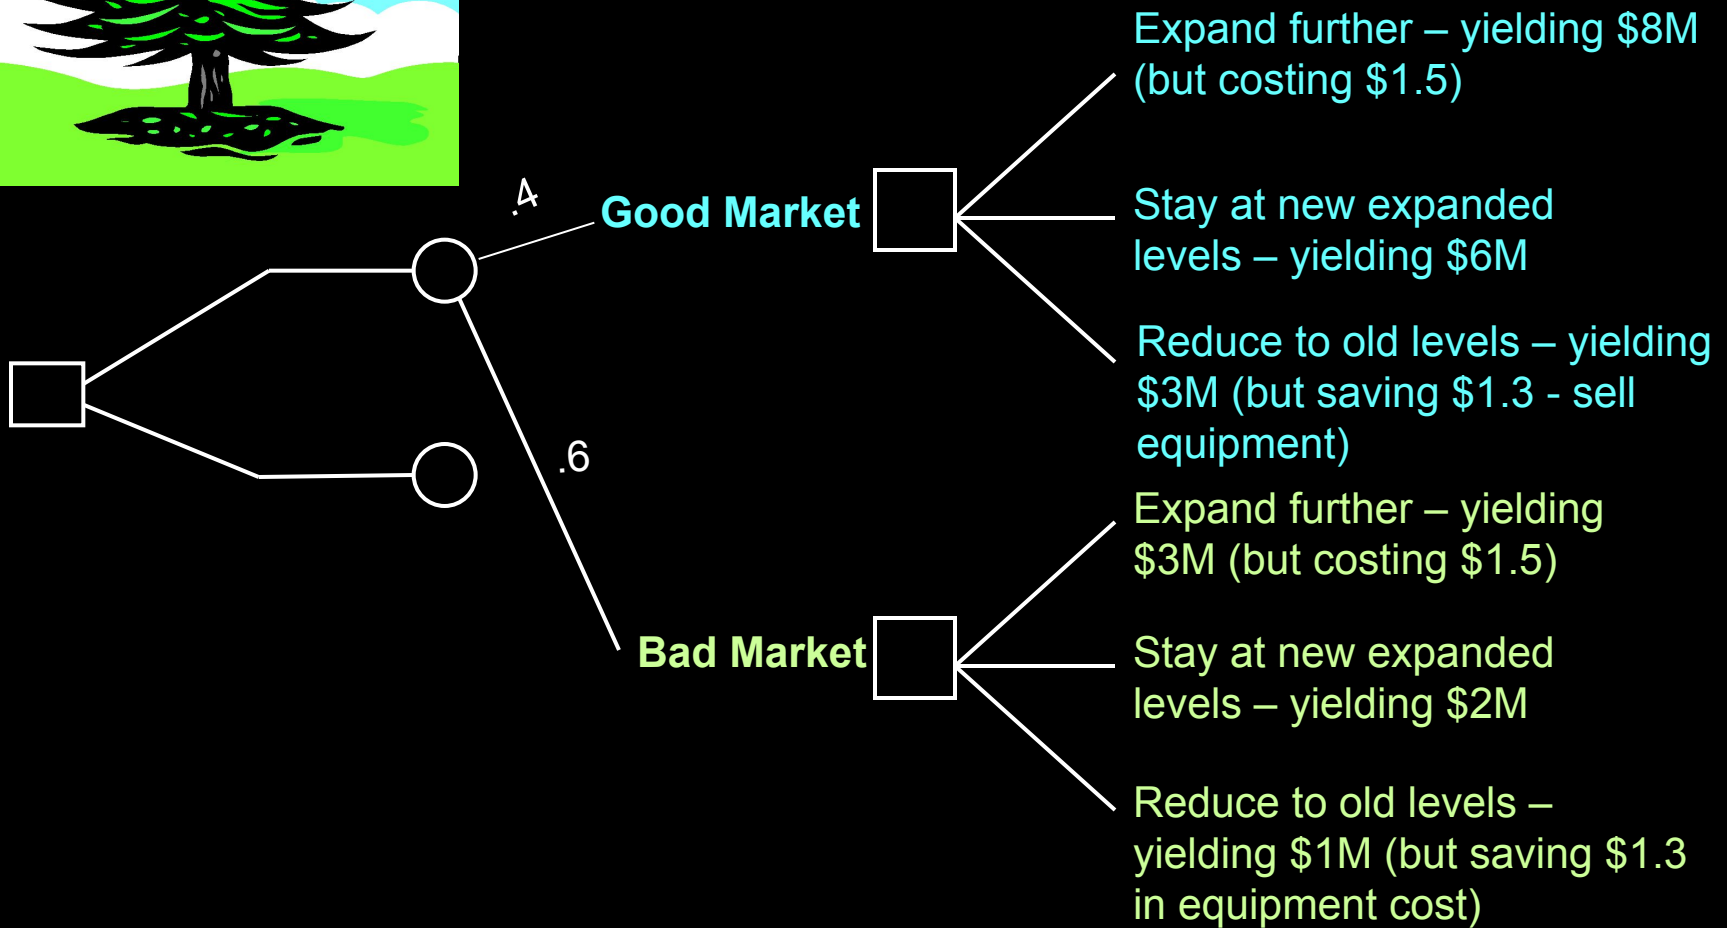 Expand further – yielding $8M
(but costing $1.5)
.4
Good Market
Stay at new expanded
levels – yielding $6M
Reduce to old levels – yielding
$3M (but saving $1.3 - sell
equipment)
.6
Expand further – yielding
$3M (but costing $1.5)
Bad Market
Stay at new expanded
levels – yielding $2M
Reduce to old levels –
yielding $1M (but saving $1.3
in equipment cost)